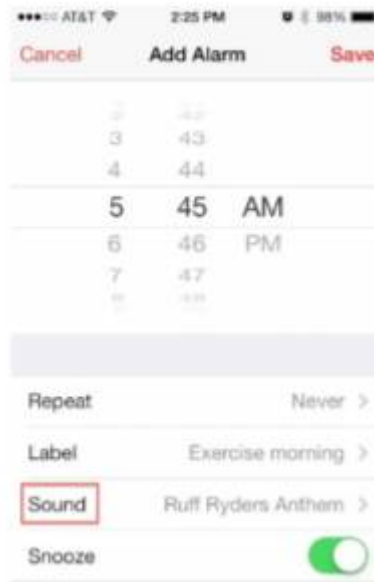 AT&T 2:25 PM 98%
Cancel Add Alarm Save
3 43
4 44
5 45 AM
6 46 PM
7 47
Repeat Never >
Label Exercise morning >
Sound Ruff Ryders Anthem >
Snooze